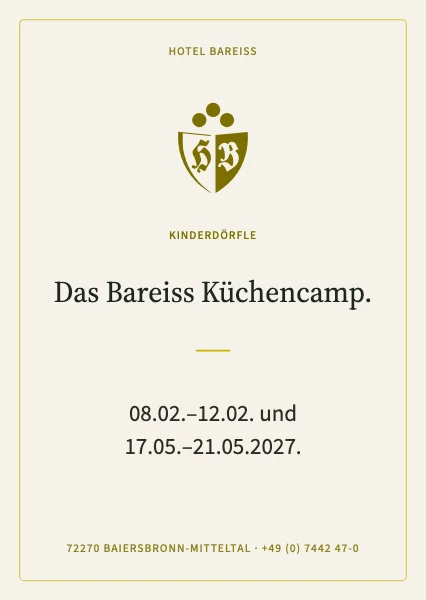 HOTEL BAREISS
H B
KINDERDÖRFLE
Das Bareiss Küchencamp.
08.02.–12.02. und
17.05.–21.05.2027.
72270 BAIERSBRONN-MITTELTAL · +49 (0) 7442 47-0